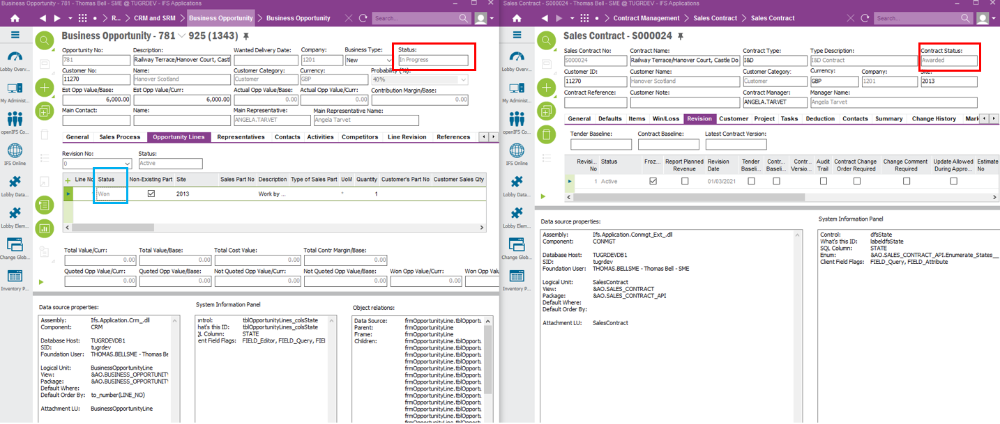 Business Opportunity - 781 - Thomas Bell - SME @ TUGRDEV - IFS Applications
R... CRM and SRM Business Opportunity Business Opportunity Search...
Business Opportunity - 781 925 (1343)
Opportunity No: Description: Wanted Delivery Date: Company: Business Type: Status:
781 Railway Terrace/Hanover Court, Castl 1201 New In Progress
Customer No: Name: Customer Category: Currency: Probability (%):
11270 Hanover Scotland Customer GBP 40%
Est Opp Value/Base: Est Opp Value/Curr: Actual Opp Value/Base: Actual Opp Value/Curr: Contribution Margin/Base:
6,000.00 6,000.00 0.00 0.00 0.00
Main Contact: Name: Main Representative: Main Representative Name:
ANGELA.TARVET Angela Tarvet
General Sales Process Opportunity Lines Representatives Contacts Activities Competitors Line Revision References
Revision No: Status:
0 Active
Line No Status Non-Existing Part Site Sales Part No Description Type of Sales Part UoM Quantity Customer's Part No Customer Sales Qty
Won 2013 Work by ... * 1
Total Value/Curr: Total Value/Base: Total Cost Value: Total Contr Margin/Base:
0.00 0.00 0.00 0.00
Quoted Opp Value/Curr: Quoted Opp Value/Base: Not Quoted Opp Value/Curr: Not Quoted Opp Value/Base: Won Opp Value/Curr: Won Opp
0.00 0.00 0.00 0.00 0.00
Lobby Overv...
My Administ...
openIFS Co...
IFS Online
Lobby Data...
Lobby Elem...
Change Glob...
Inventory P...
Data source properties:
Assembly: Ifs.Application.Crm_.dll
Component: CRM
Database Host: TUGRDEVDB1
SID: tugrdev
Foundation User: THOMAS.BELLSME - Thomas Be
Logical Unit: BusinessOpportunityLine
View: &AO.BUSINESS_OPPORTUNIT
Package: &AO.BUSINESS_OPPORTUNIT
Default Where:
Default Order By: to_number(LINE_NO)
Attachment LU: BusinessOpportunityLine
System Information Panel
ontrol: tblOpportunityLines_colsState
hat's this ID: tblOpportunityLines_colsState
QL Column: STATE
ient Field Flags: FIELD_Editor, FIELD_Query, FIEL
Object relations:
Data Source: frmOpportunityLine.tblOpportu
Parent: frmOpportunityLine
Frame: frmOpportunityLine
Children: frmOpportunityLine.tblOpportu
frmOpportunityLine.tblOpportu
frmOpportunityLine.tblOpportu
frmOpportunityLine.tblOpportu
frmOpportunityLine.tblOpportu
frmOpportunityLine.tblOpportu
frmOpportunityLine.tblOpportu
frmOpportunityLine.tblOpportu
frmOpportunityLine.tblOpportu
frmOpportunityLine.tblOpportu
frmOpportunityLine.tblOpportu
frmOpportunityLine.tblOpportu
Sales Contract - S000024 - Thomas Bell - SME @ TUGRDEV - IFS Applications
Contract Management Sales Contract Sales Contract Search...
Sales Contract - S000024
Sales Contract No: Contract Name: Contract Type: Type Description: Contract Status:
S000024 Railway Terrace/Hanover Court, Castle Do I&D I&D Contract Awarded
Customer ID: Customer Name: Customer Category: Currency: Company: Site:
11270 Hanover Scotland Customer GBP 1201 2013
Contract Reference: Customer Note: Contract Manager: Manager Name:
ANGELA.TARVET Angela Tarvet
General Defaults Items Win/Loss Revision Customer Project Tasks Deduction Contacts Summary Change History Mark
Tender Baseline: Contract Baseline: Latest Contract Version:
Revisi... No Status Froz... Report Planned Revenue Revision Date Tender Baseli... Contr... Baseli... Contr... Versio... Audit Trail Contract Change Order Required Change Comment Required Update Allowed During Appro... Estimate No
1 Active 01/03/2021
Lobby Overv...
My Administ...
openIFS Co...
IFS Online
Lobby Data...
Lobby Elem...
Change Glob...
Inventory P...
Data source properties:
Assembly: Ifs.Application.Conmgt_Ext_.dll
Component: CONMGT
Database Host: TUGRDEVDB1
SID: tugrdev
Foundation User: THOMAS.BELLSME - Thomas Bell - SME
Logical Unit: SalesContract
View: &AO.SALES_CONTRACT
Package: &AO.SALES_CONTRACT_API
Default Where:
Default Order By:
Attachment LU: SalesContract
System Information Panel
Control: dfsState
What's this ID: labeldfsState
SQL Column: STATE
Enum: &AO.SALES_CONTRACT_API.Enumerate_States__
Client Field Flags: FIELD_Query, FIELD_Attribute